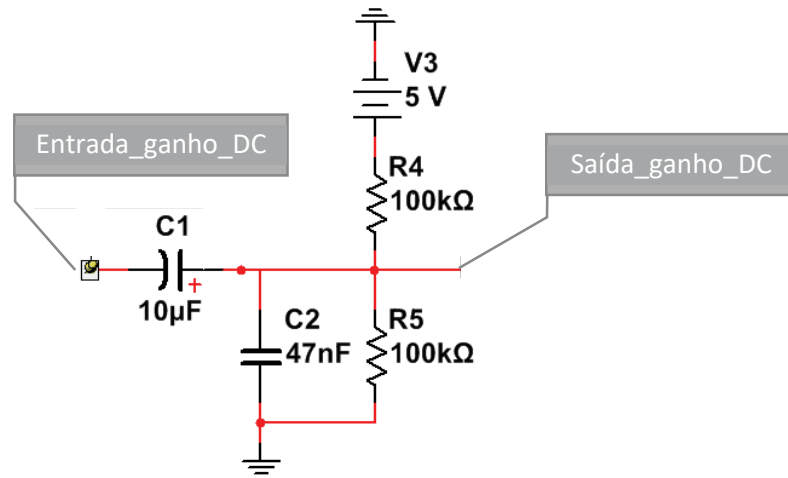 V3
5 V
Entrada_ganho_DC
Saída_ganho_DC
R4
100kΩ
C1
+
10µF
C2
47nF
R5
100kΩ